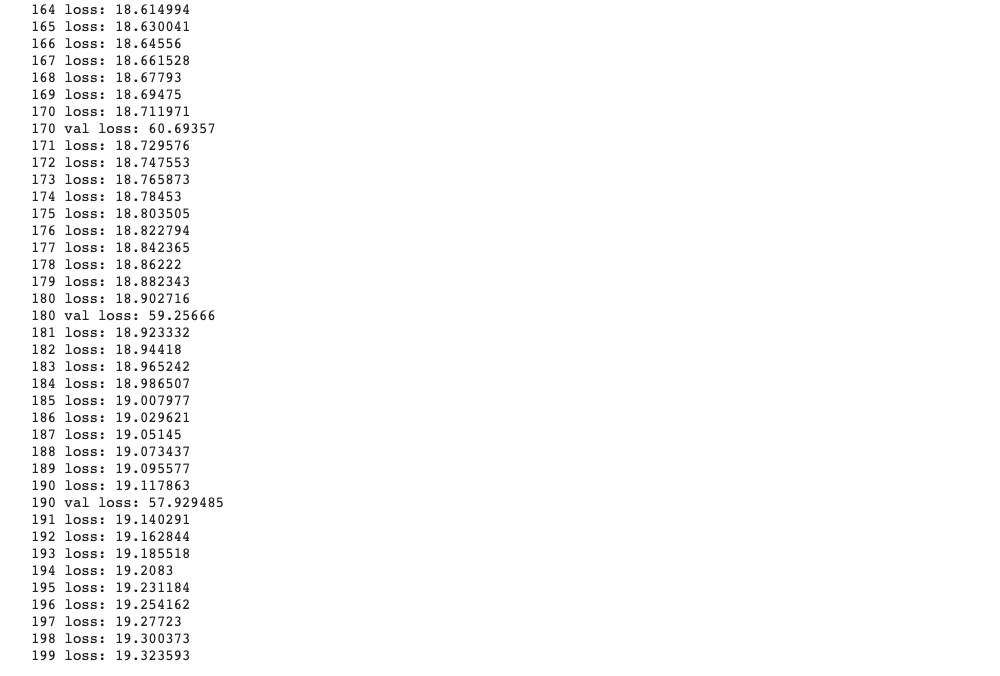 164 loss: 18.614994
165 loss: 18.630041
166 loss: 18.64556
167 loss: 18.661528
168 loss: 18.67793
169 loss: 18.69475
170 loss: 18.711971
170 val loss: 60.69357
171 loss: 18.729576
172 loss: 18.747553
173 loss: 18.765873
174 loss: 18.78453
175 loss: 18.803505
176 loss: 18.822794
177 loss: 18.842365
178 loss: 18.86222
179 loss: 18.882343
180 loss: 18.902716
180 val loss: 59.25666
181 loss: 18.923332
182 loss: 18.94418
183 loss: 18.965242
184 loss: 18.986507
185 loss: 19.007977
186 loss: 19.029621
187 loss: 19.05145
188 loss: 19.073437
189 loss: 19.095577
190 loss: 19.117863
190 val loss: 57.929485
191 loss: 19.140291
192 loss: 19.162844
193 loss: 19.185518
194 loss: 19.2083
195 loss: 19.231184
196 loss: 19.254162
197 loss: 19.27723
198 loss: 19.300373
199 loss: 19.323593